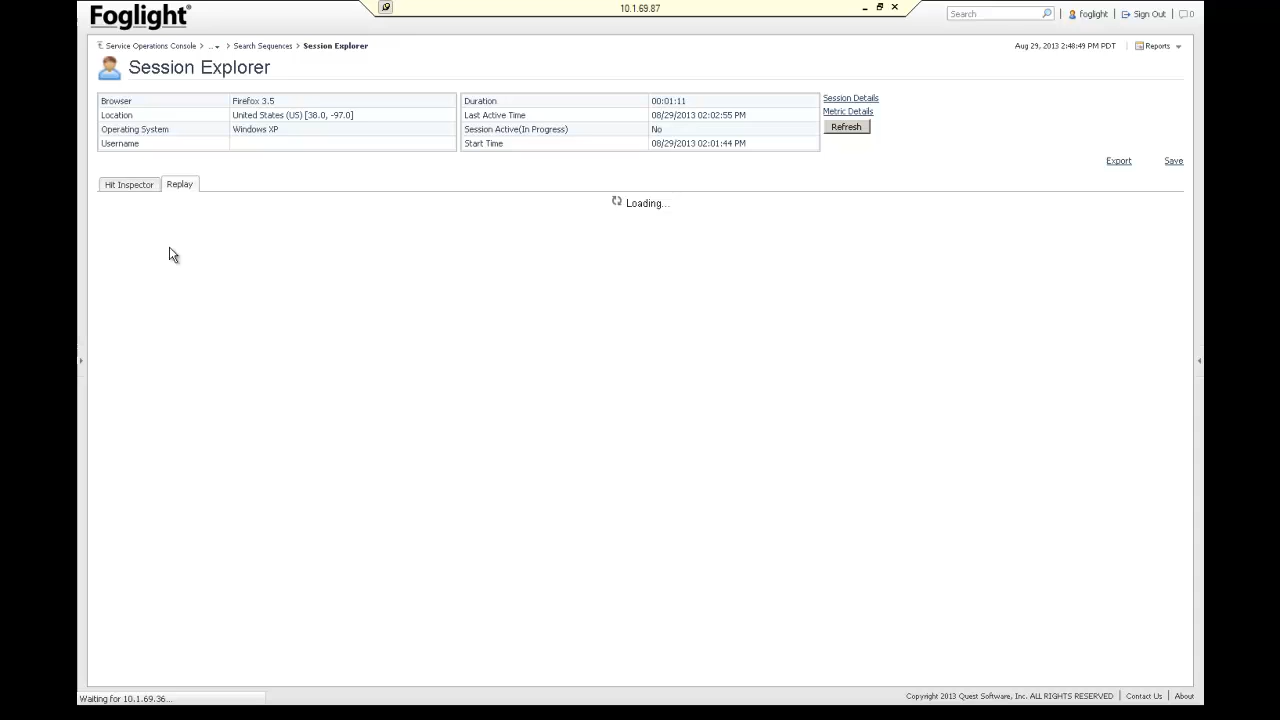 Foglight®
10.1.69.87
Search
foglight
Sign Out
0
Service Operations Console > ... > Search Sequences > Session Explorer
Aug 29, 2013 2:48:49 PM PDT
Reports
Session Explorer
Browser Firefox 3.5
Location United States (US) [38.0, -97.0]
Operating System Windows XP
Username
Duration 00:01:11
Last Active Time 08/29/2013 02:02:55 PM
Session Active(In Progress) No
Start Time 08/29/2013 02:01:44 PM
Session Details
Metric Details
Refresh
Export Save
Hit Inspector Replay
Loading...
Waiting for 10.1.69.36...
Copyright 2013 Quest Software, Inc. ALL RIGHTS RESERVED | Contact Us | About